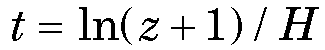 t = ln(z + 1) / H